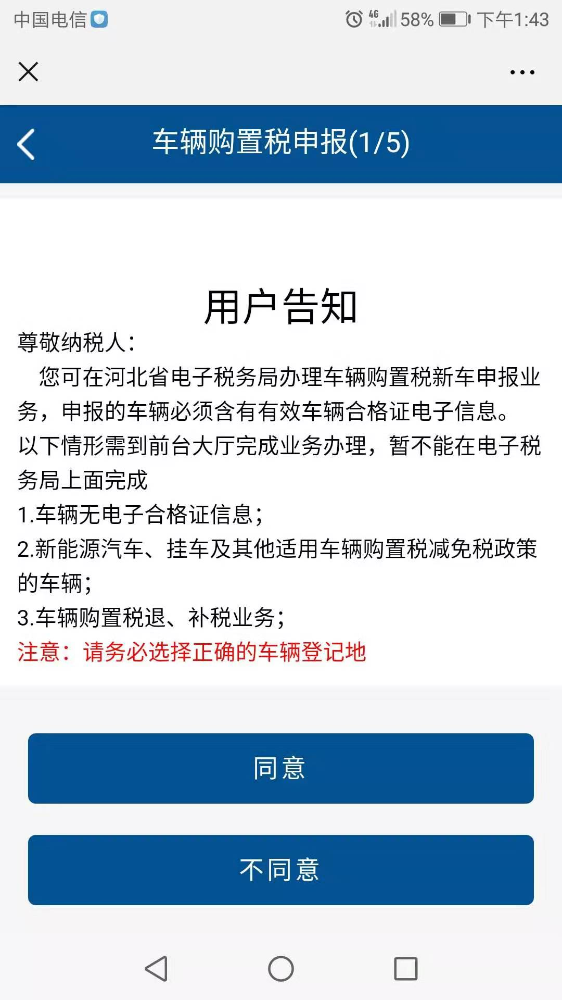 中国电信 4G 58% 下午1:43
车辆购置税申报(1/5)
用户告知
尊敬纳税人：
您可在河北省电子税务局办理车辆购置税新车申报业
务，申报的车辆必须含有有效车辆合格证电子信息。
以下情形需到前台大厅完成业务办理，暂不能在电子税
务局上面完成
1.车辆无电子合格证信息；
2.新能源汽车、挂车及其他适用车辆购置税减免税政策
的车辆；
3.车辆购置税退、补税业务；
注意：请务必选择正确的车辆登记地
同意
不同意